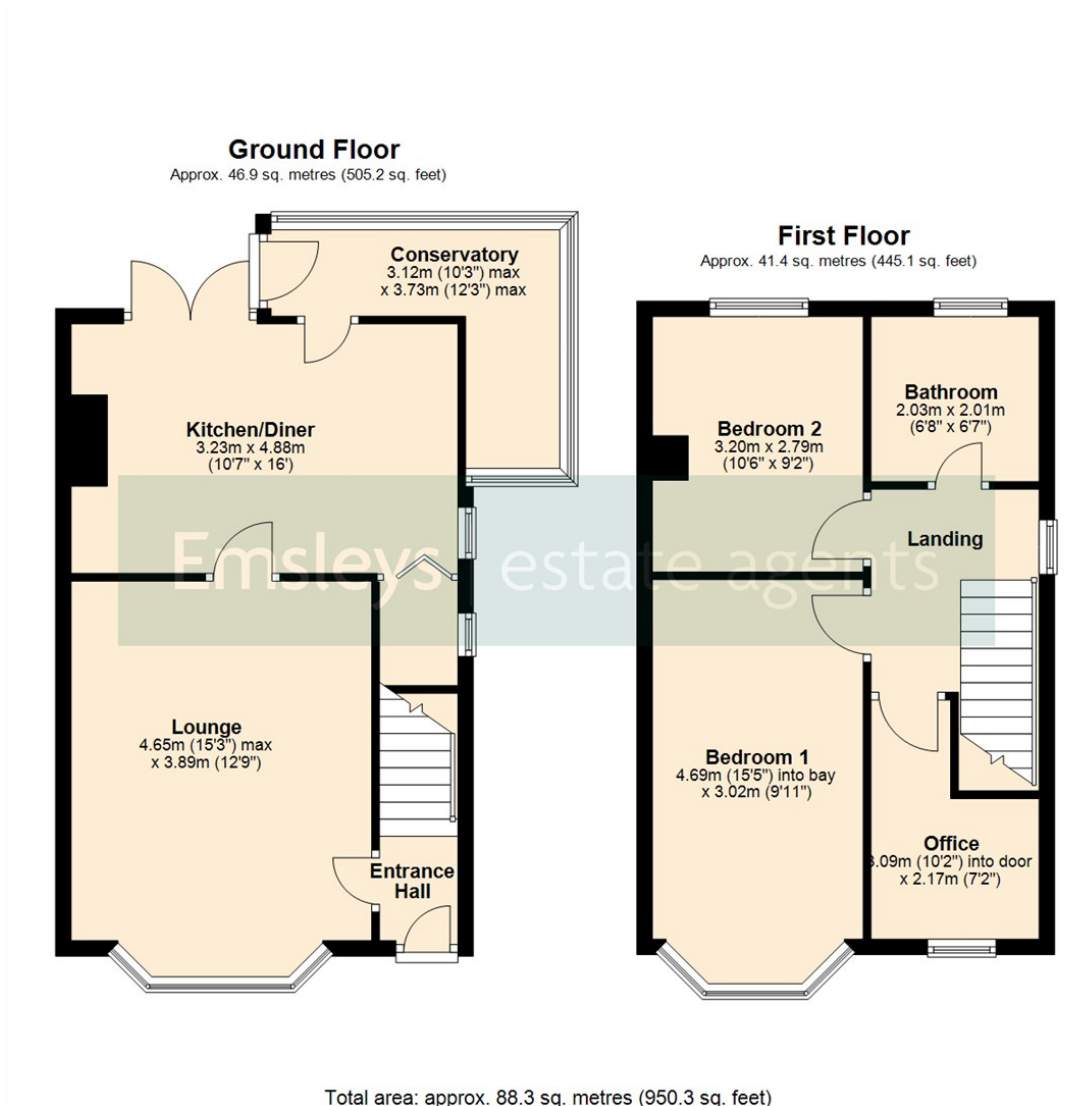 Ground Floor
Approx. 46.9 sq. metres (505.2 sq. feet)
Conservatory
3.12m (10'3") max
x 3.73m (12'3") max
Kitchen/Diner
3.23m x 4.88m
(10'7" x 16')
Lounge
4.65m (15'3") max
x 3.89m (12'9")
Entrance
Hall
First Floor
Approx. 41.4 sq. metres (445.1 sq. feet)
Bedroom 2
3.20m x 2.79m
(10'6" x 9'2")
Bathroom
2.03m x 2.01m
(6'8" x 6'7")
Landing
Bedroom 1
4.69m (15'5") into bay
x 3.02m (9'11")
Office
3.09m (10'2") into door
x 2.17m (7'2")
Emsleys estate agents
Total area: approx. 88.3 sq. metres (950.3 sq. feet)